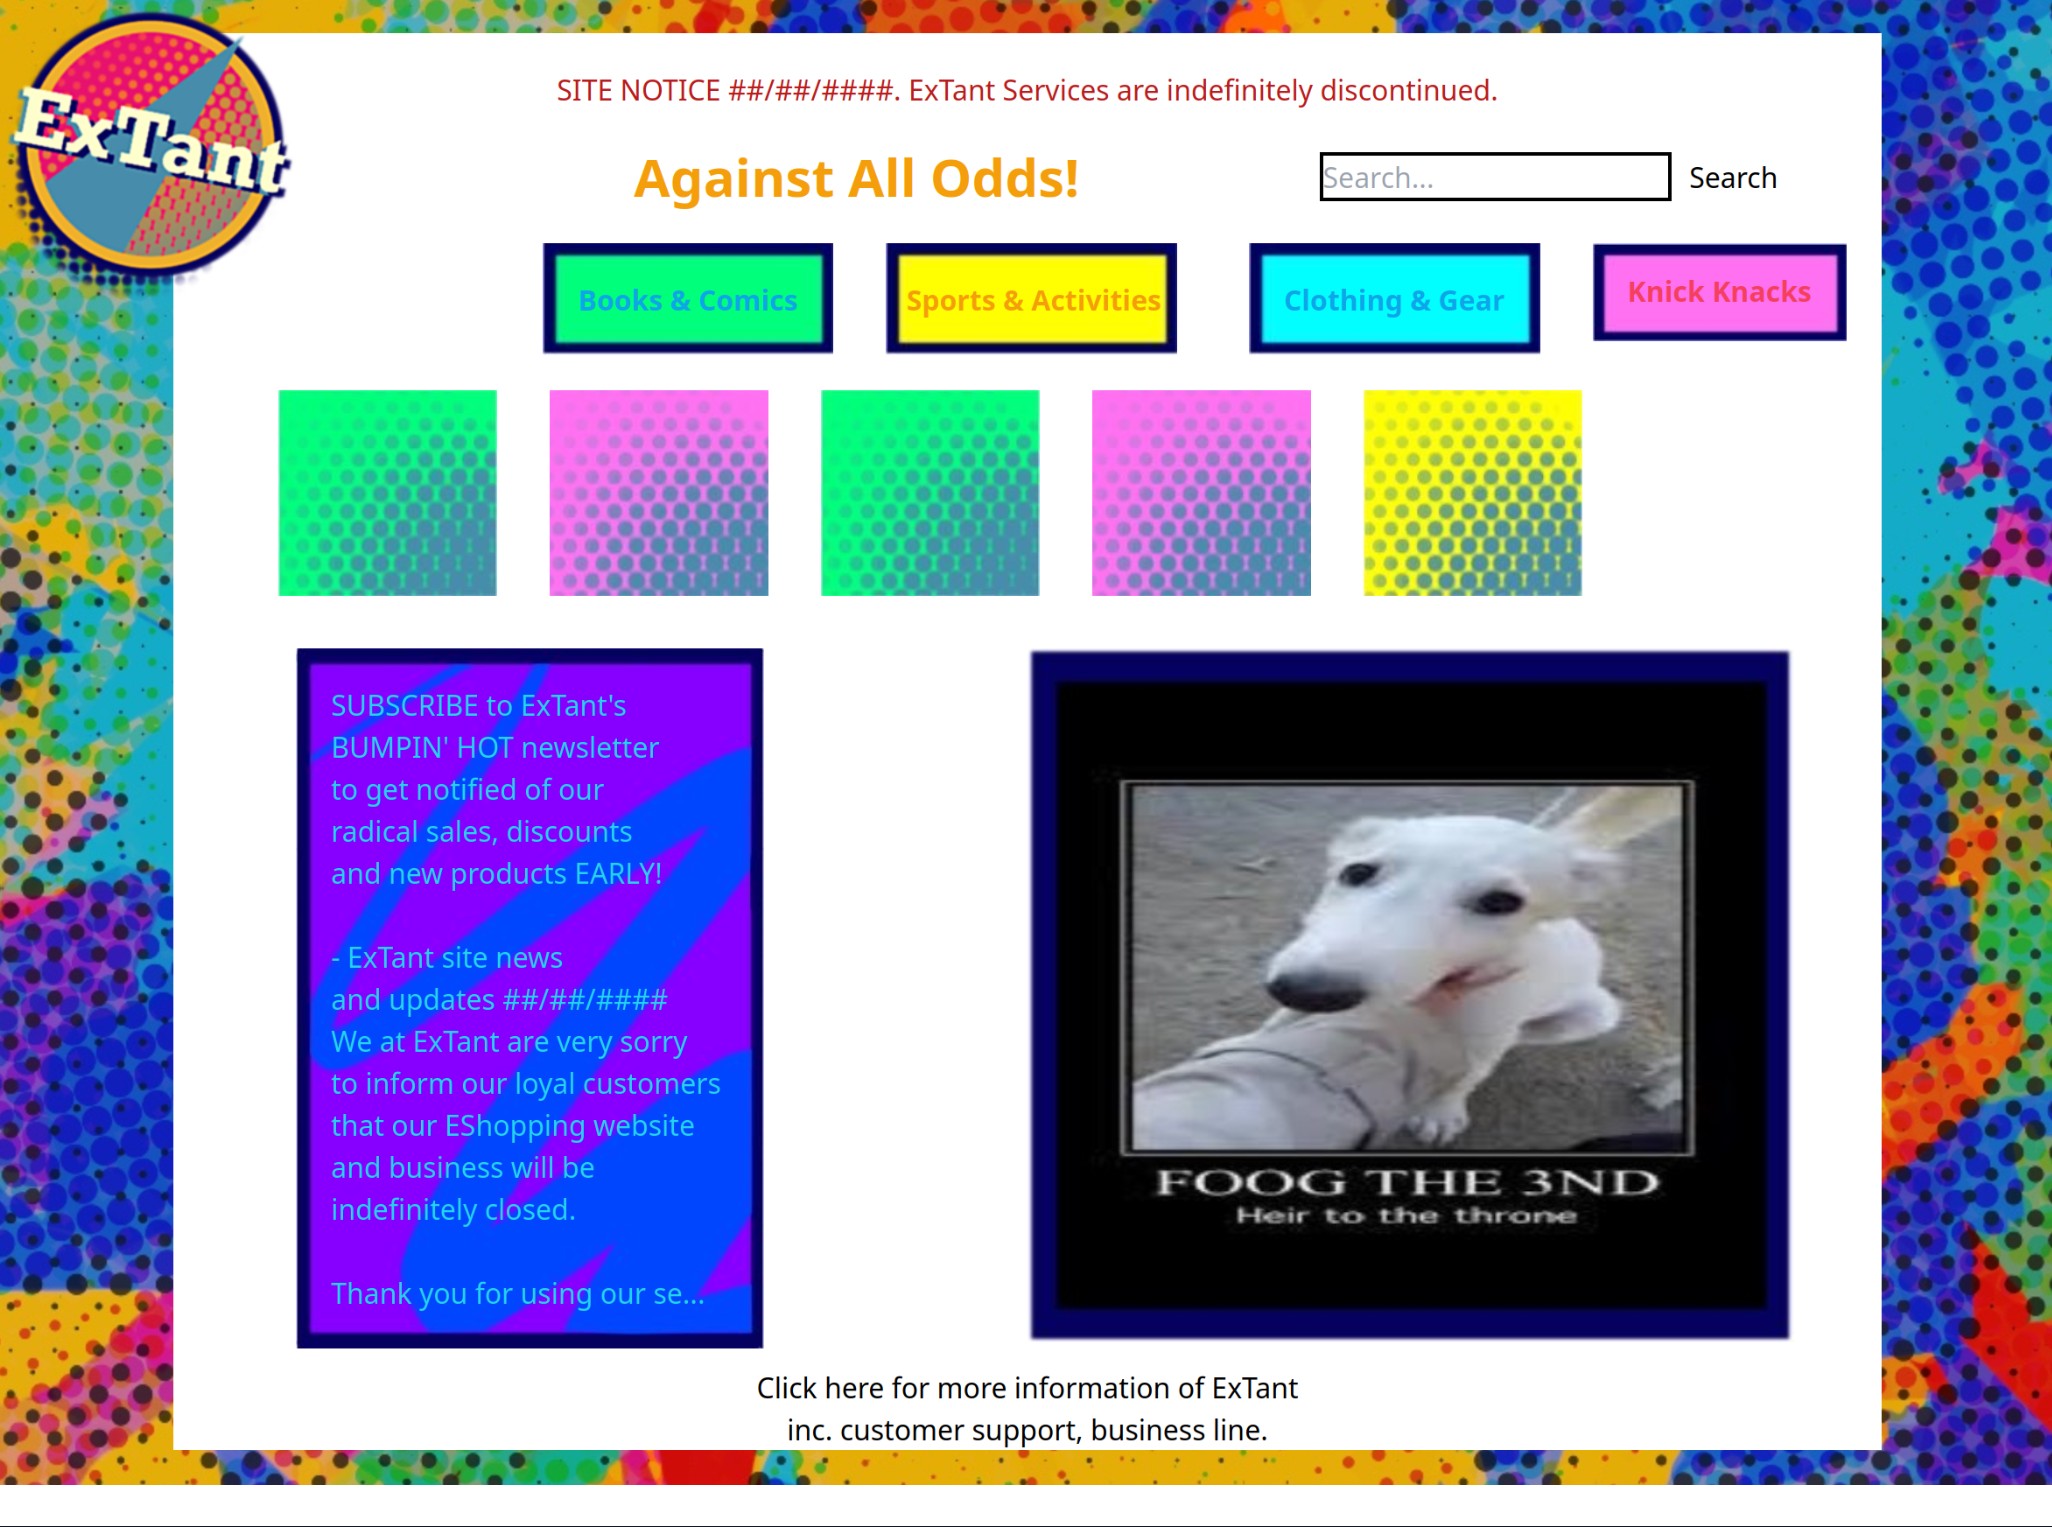 ExTant
SITE NOTICE ##/##/####. ExTant Services are indefinitely discontinued.
Against All Odds!
Search...
Search
Books & Comics
Sports & Activities
Clothing & Gear
Knick Knacks
SUBSCRIBE to ExTant's
BUMPIN' HOT newsletter
to get notified of our
radical sales, discounts
and new products EARLY!
- ExTant site news
and updates ##/##/####
We at ExTant are very sorry
to inform our loyal customers
that our EShopping website
and business will be
indefinitely closed.
Thank you for using our se...
FOOG THE 3ND
Heir to the throne
Click here for more information of ExTant
inc. customer support, business line.